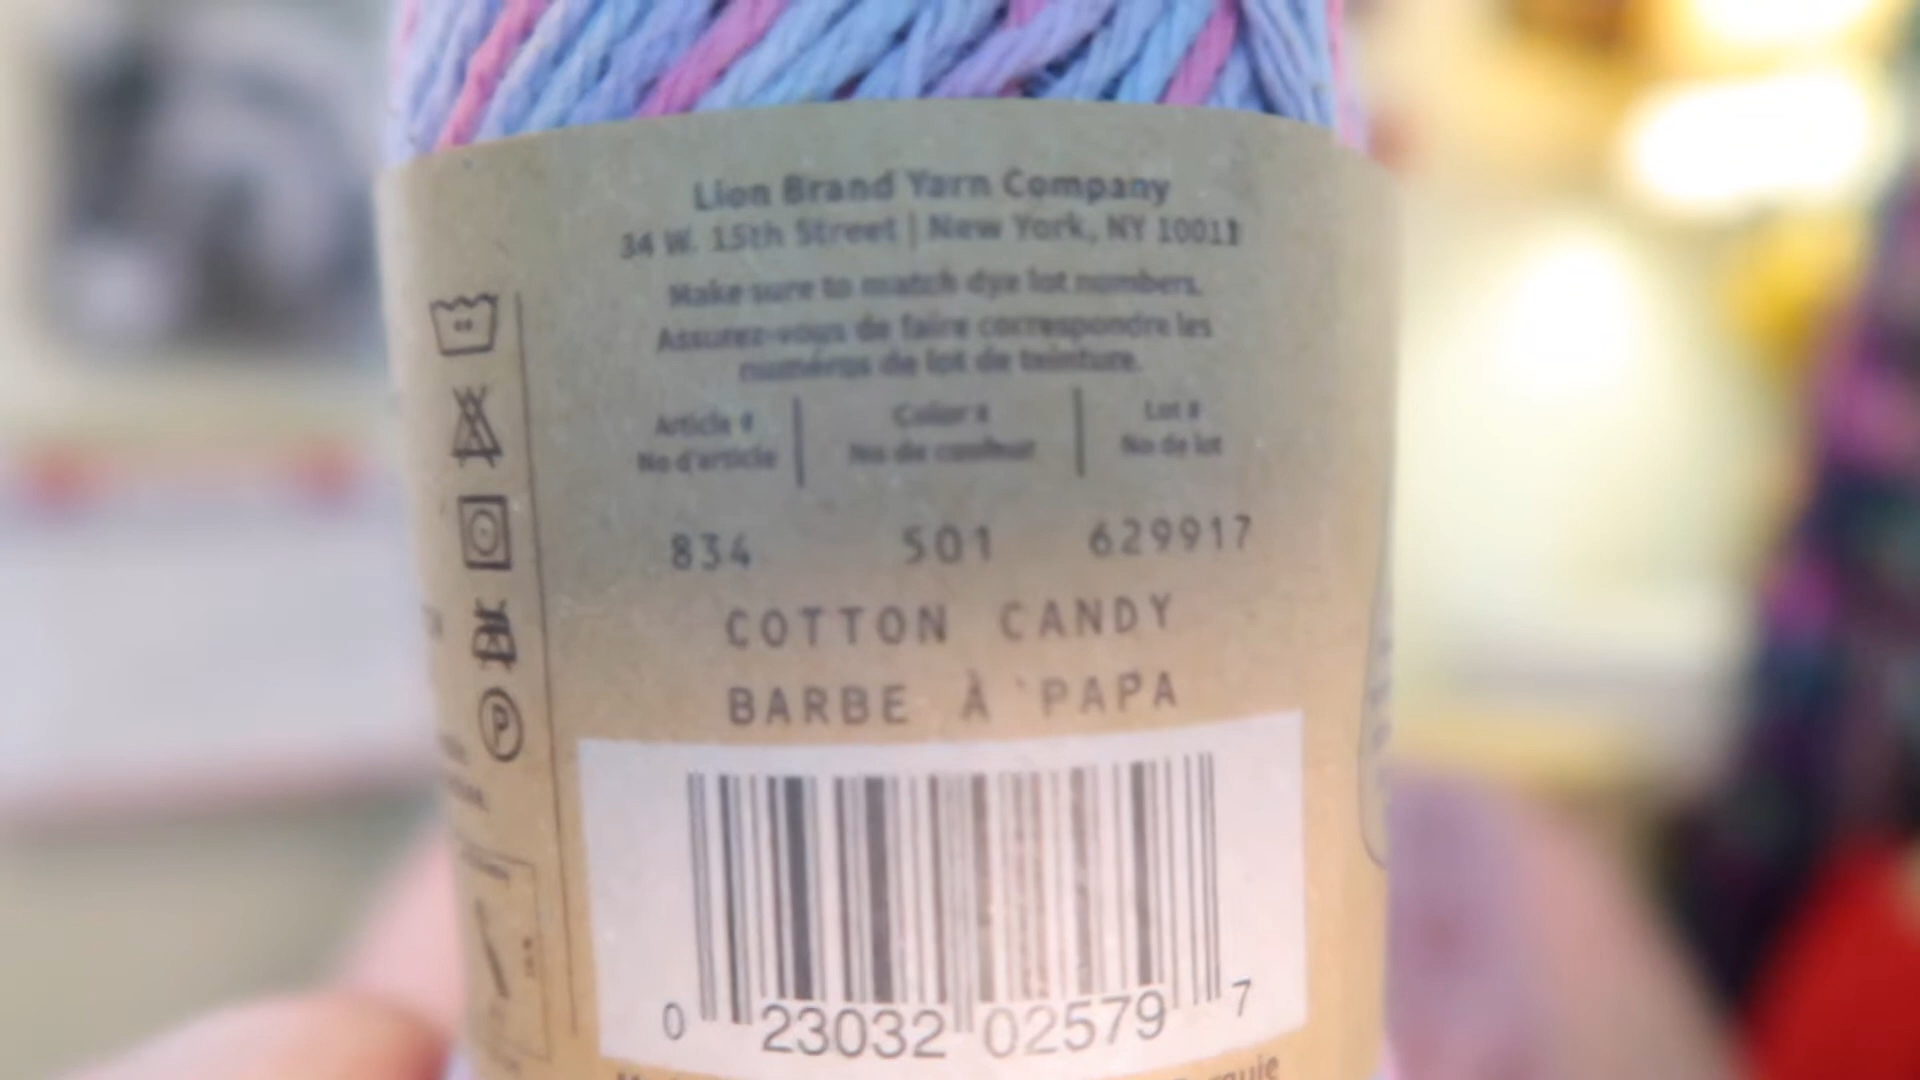 Lion Brand Yarn Company
34 W. 15th Street | New York, NY 10011
Make sure to match dye lot numbers.
Assurez-vous de faire correspondre les
numéros de lot de teinture.
Article # | Color # | Lot #
No d'article | No de couleur | No de lot
834 501 629917
COTTON CANDY
BARBE À PAPA
0 23032 02579 7
P